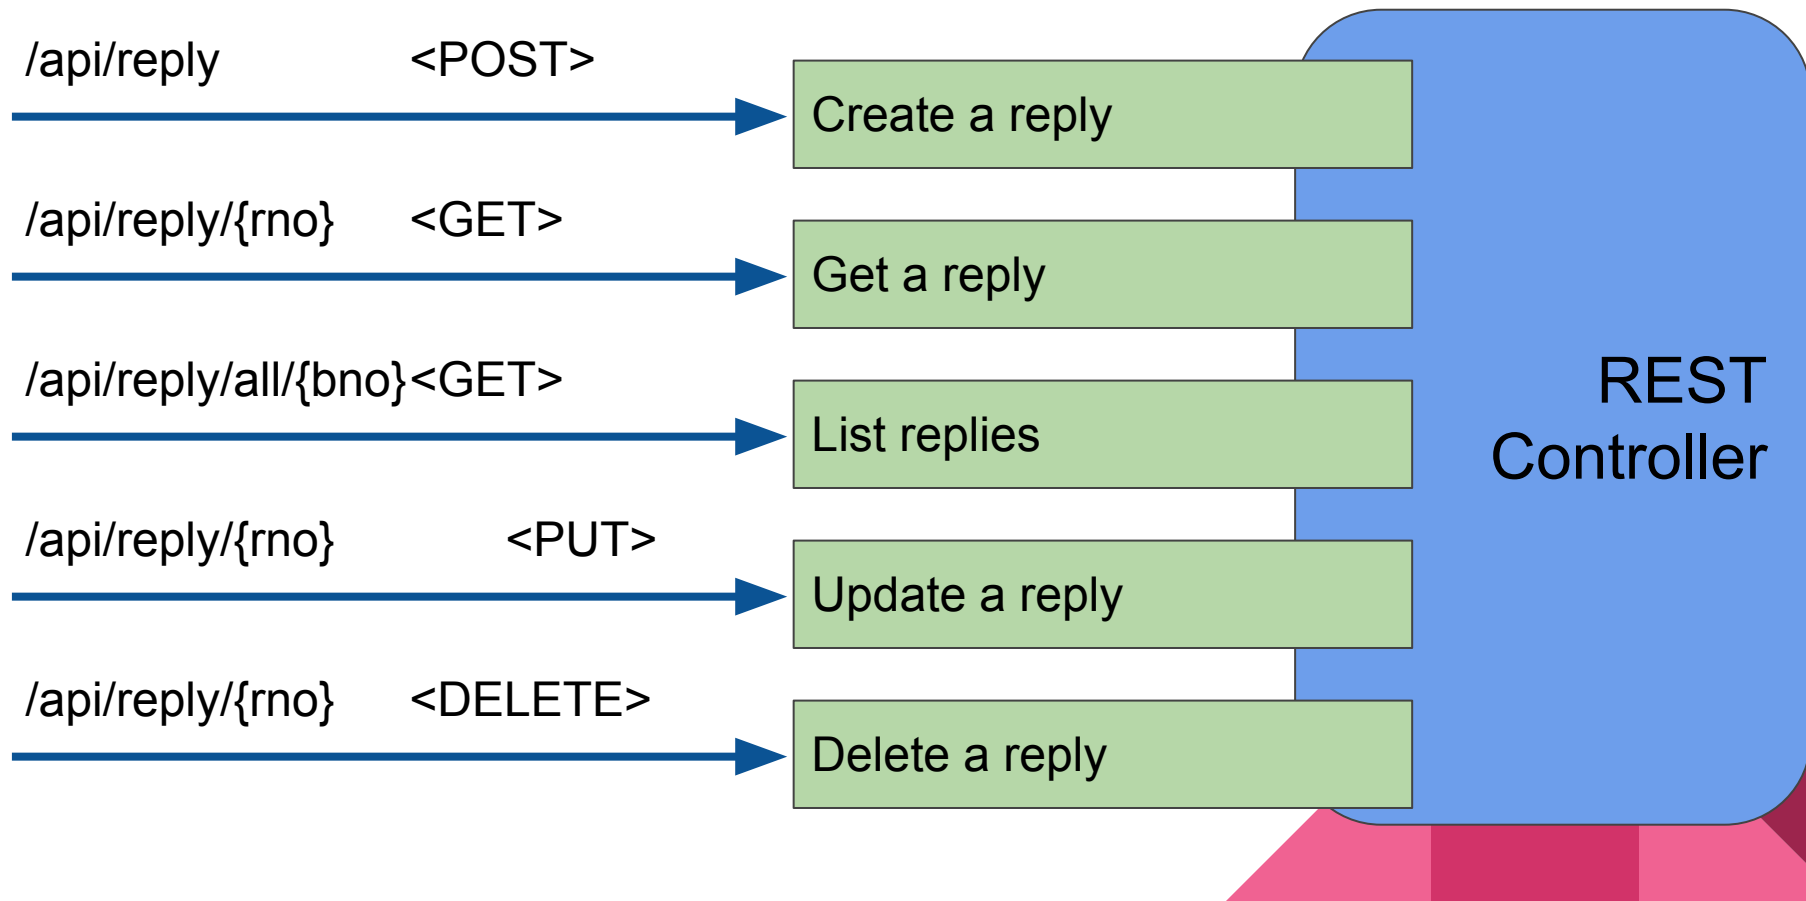 /api/reply <POST>
Create a reply
/api/reply/{rno} <GET>
Get a reply
/api/reply/all/{bno}<GET>
List replies
/api/reply/{rno} <PUT>
Update a reply
/api/reply/{rno} <DELETE>
Delete a reply
REST
Controller